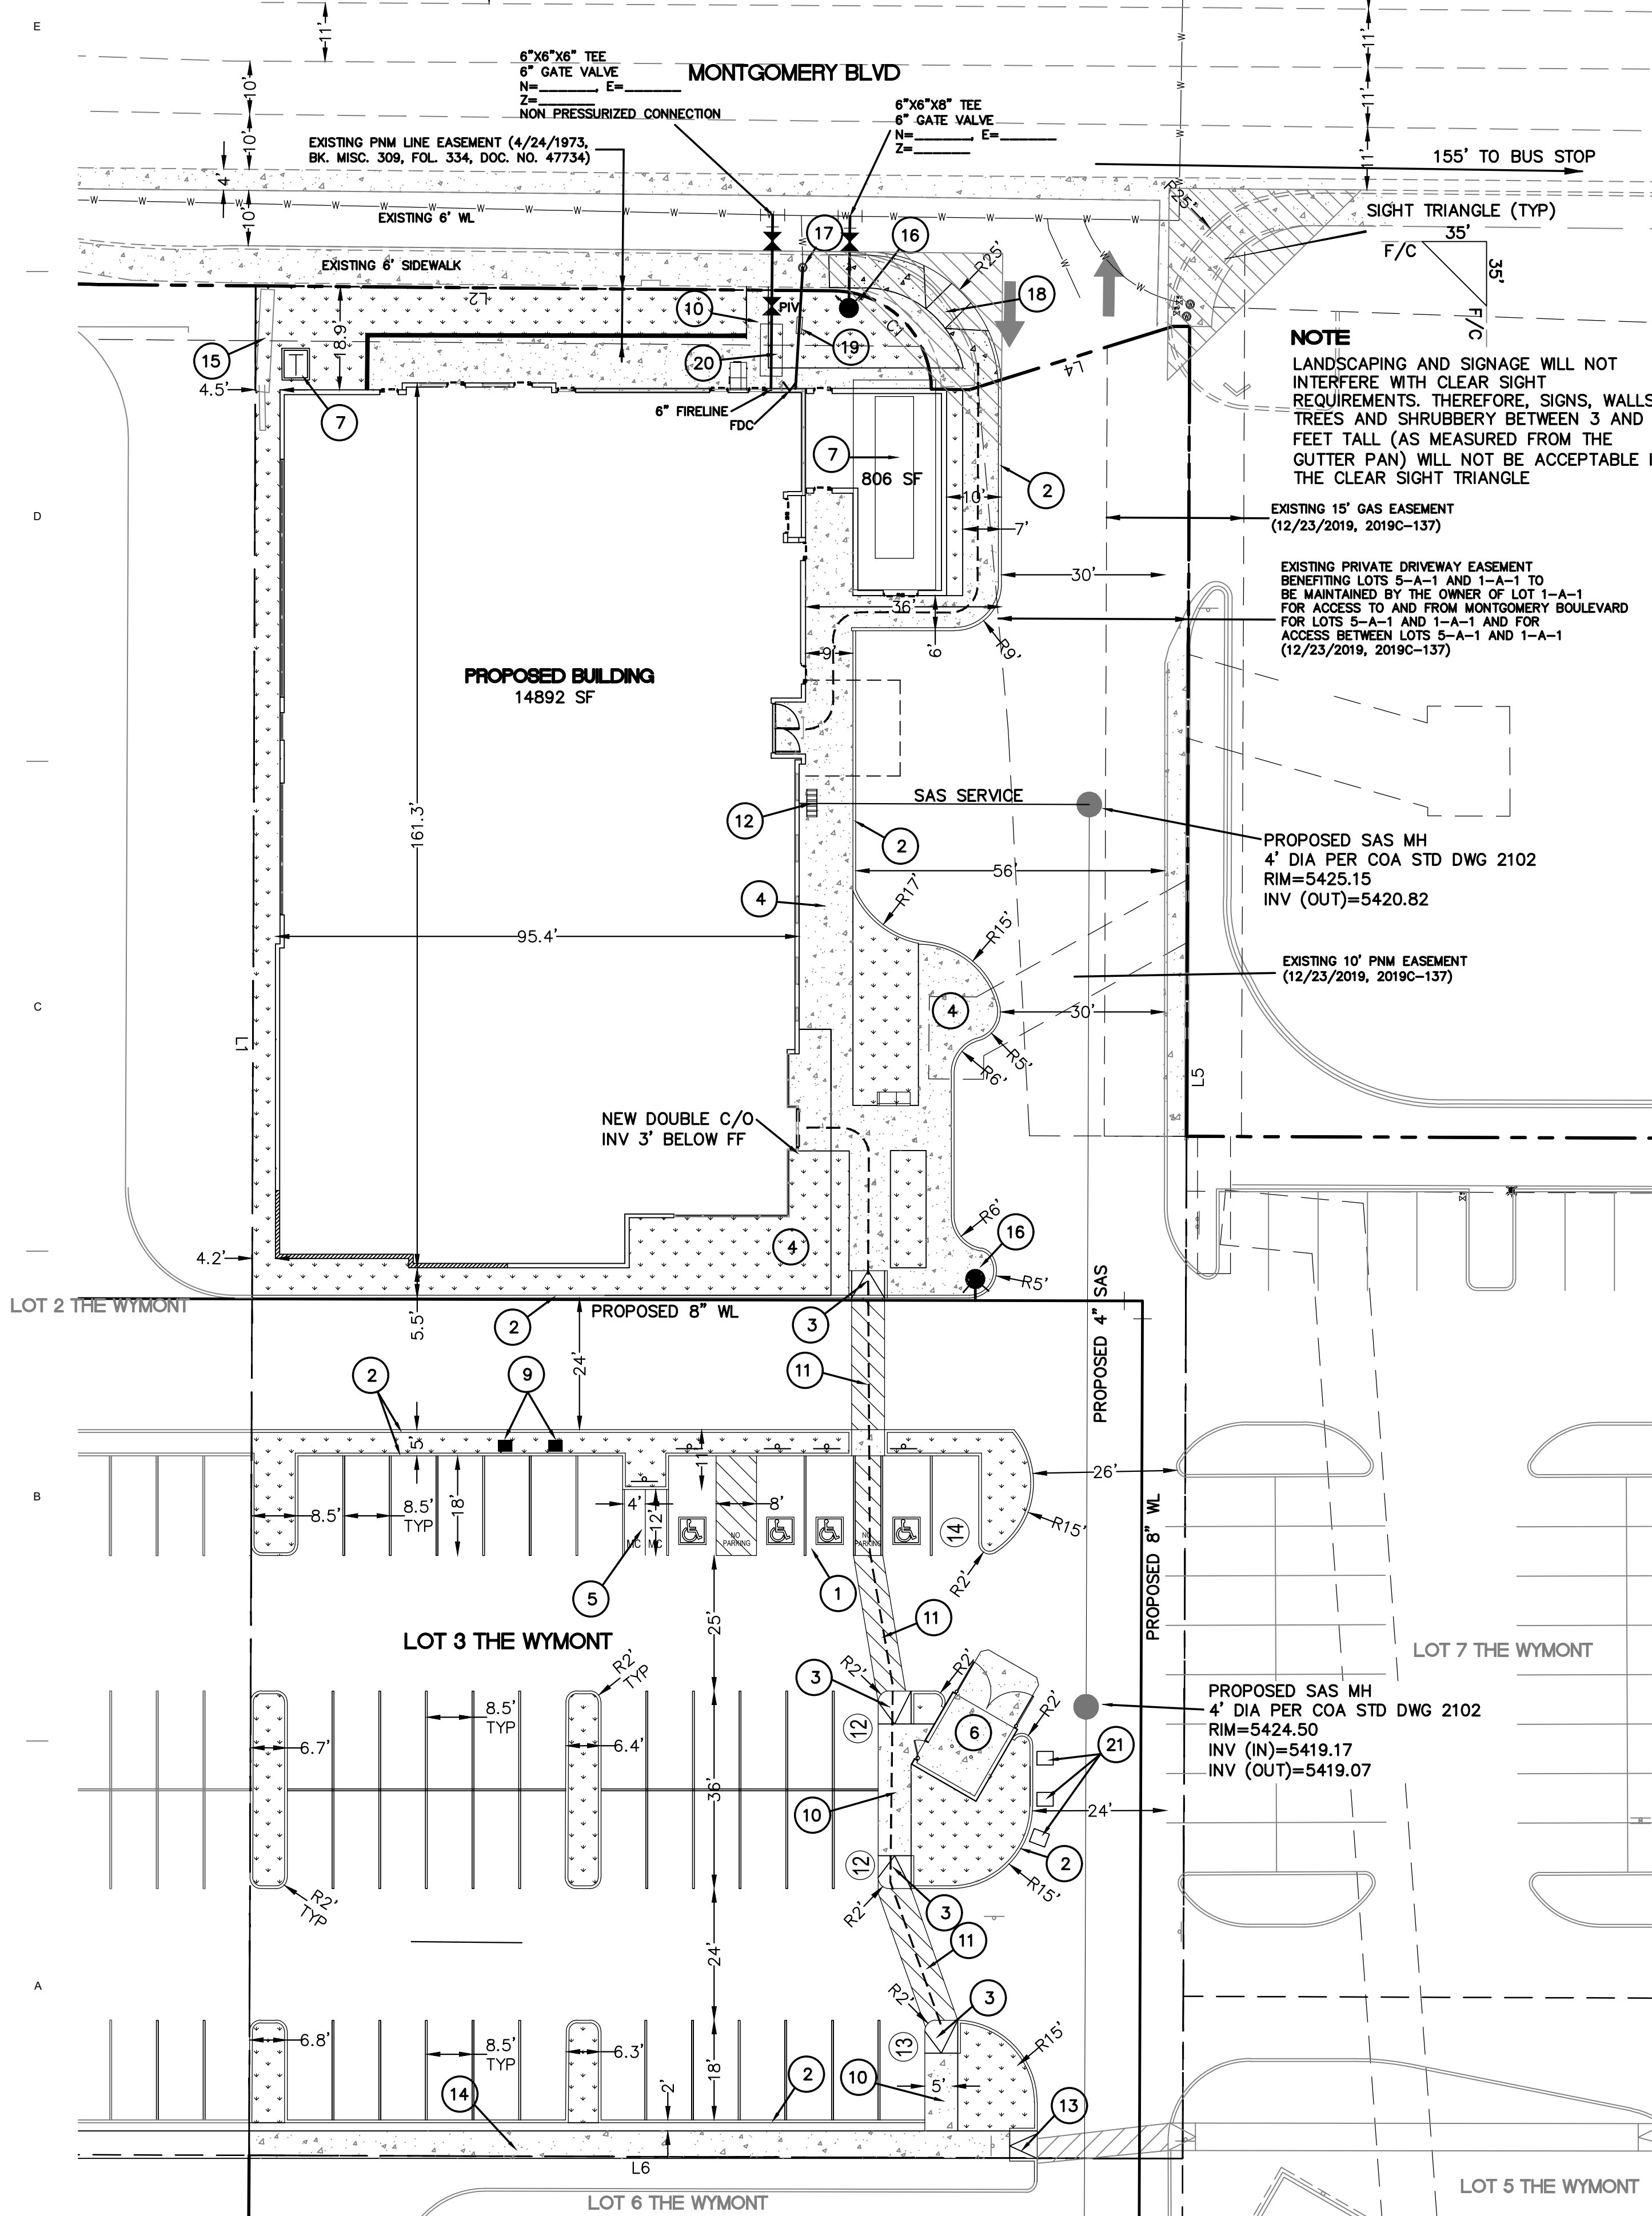 E
11'
11'
6"X6"X6" TEE
6" GATE VALVE
N=______, E=______
Z=______
NON PRESSURIZED CONNECTION
MONTGOMERY BLVD
10'
11'
6"X6"X8" TEE
6" GATE VALVE
N=______, E=______
Z=______
EXISTING PNM LINE EASEMENT (4/24/1973,
BK. MISC. 309, FOL. 334, DOC. NO. 47734)
10'
11'
155' TO BUS STOP
4'
10'
R25'
SIGHT TRIANGLE (TYP)
EXISTING 6' WL
35'
F/C
35'
F/C
17
16
EXISTING 6' SIDEWALK
R25'
18
L2
10
PIV
C1
19
20
15
18.9'
L4
4.5'
7
6" FIRELINE
FDC
NOTE
LANDSCAPING AND SIGNAGE WILL NOT
INTERFERE WITH CLEAR SIGHT
REQUIREMENTS. THEREFORE, SIGNS, WALLS
TREES AND SHRUBBERY BETWEEN 3 AND
FEET TALL (AS MEASURED FROM THE
GUTTER PAN) WILL NOT BE ACCEPTABLE I
THE CLEAR SIGHT TRIANGLE
7
806 SF
2
10'
7'
D
EXISTING 15' GAS EASEMENT
(12/23/2019, 2019C-137)
30'
EXISTING PRIVATE DRIVEWAY EASEMENT
BENEFITING LOTS 5-A-1 AND 1-A-1 TO
BE MAINTAINED BY THE OWNER OF LOT 1-A-1
FOR ACCESS TO AND FROM MONTGOMERY BOULEVARD
FOR LOTS 5-A-1 AND 1-A-1 AND FOR
ACCESS BETWEEN LOTS 5-A-1 AND 1-A-1
(12/23/2019, 2019C-137)
36'
9'
6'
R9'
PROPOSED BUILDING
14892 SF
161.3'
12
SAS SERVICE
2
PROPOSED SAS MH
4' DIA PER COA STD DWG 2102
RIM=5425.15
INV (OUT)=5420.82
56'
4
R17'
95.4'
R15'
EXISTING 10' PNM EASEMENT
(12/23/2019, 2019C-137)
C
4
30'
L1
R5'
R6'
L5
NEW DOUBLE C/O
INV 3' BELOW FF
R6'
16
4
4.2'
R5'
LOT 2 THE WYMONT
PROPOSED 8" WL
2
3
5.5'
24'
PROPOSED 4" SAS
2
9
11
5'
11'
26'
B
8.5'
8.5'
TYP
18'
4'
12'
8'
MC
MC
NO
PARKING
NO
PARKING
14
R15'
R2'
5
1
PROPOSED 8" WL
25'
11
LOT 3 THE WYMONT
LOT 7 THE WYMONT
R2'
TYP
3
R2'
R2'
R2'
8.5'
TYP
12
6
PROPOSED SAS MH
4' DIA PER COA STD DWG 2102
RIM=5424.50
INV (IN)=5419.17
INV (OUT)=5419.07
6.7'
6.4'
21
36'
10
24'
12
2
R15'
R2'
TYP
R2'
3
11
24'
A
R2'
3
6.8'
8.5'
TYP
6.3'
13
R15'
18'
14
2'
2
10
5'
13
L6
LOT 6 THE WYMONT
LOT 5 THE WYMONT